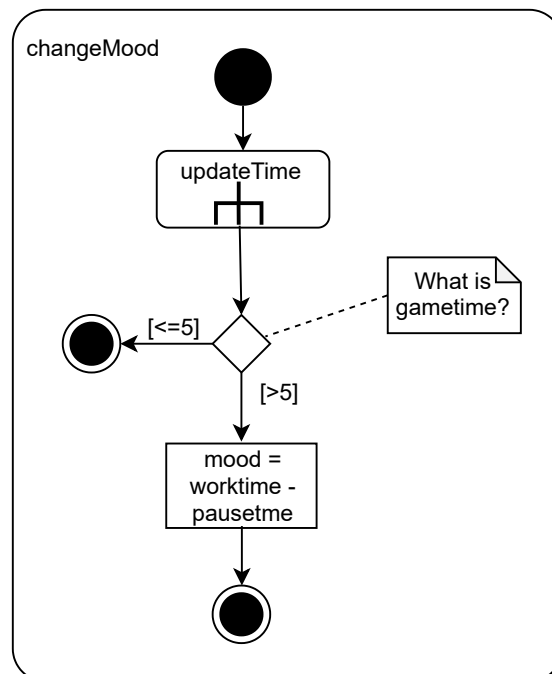 changeMood
updateTime
What is
gametime?
[<=5]
[>5]
mood =
worktime -
pausetme